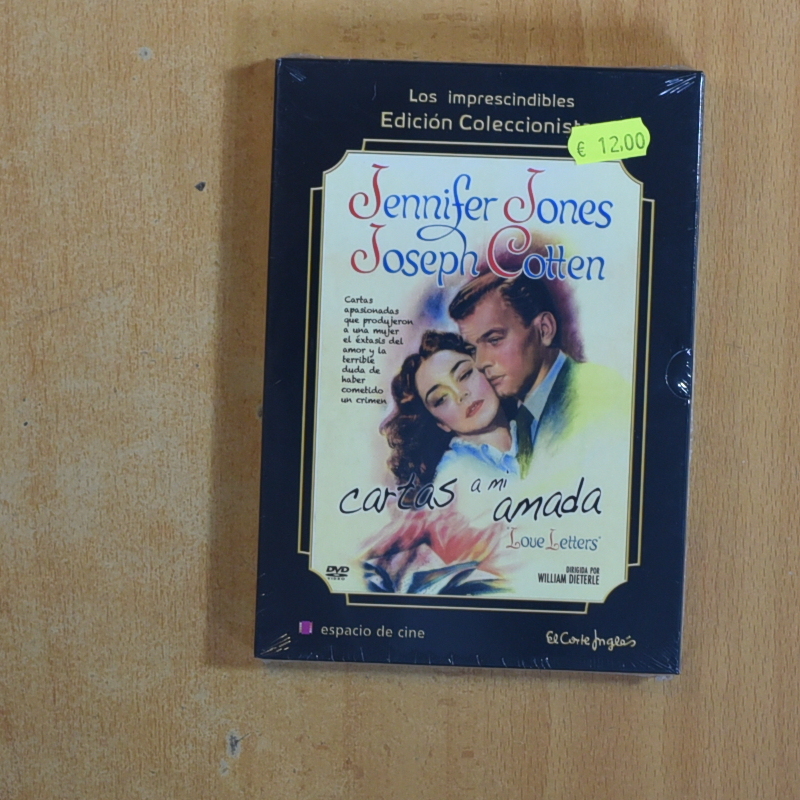 Los imprescindibles
Edición Coleccionista
€ 12,00
Jennifer Jones
Joseph Cotten
Cartas
apasionadas
que produjeron
a una mujer
el éxtasis del
amor y la
terrible
duda de
haber
cometido
un crimen
cartas a mi amada
"Love Letters"
DVD
VIDEO
DIRIGIDA POR
WILLIAM DIETERLE
espacio de cine
El Corte Inglés